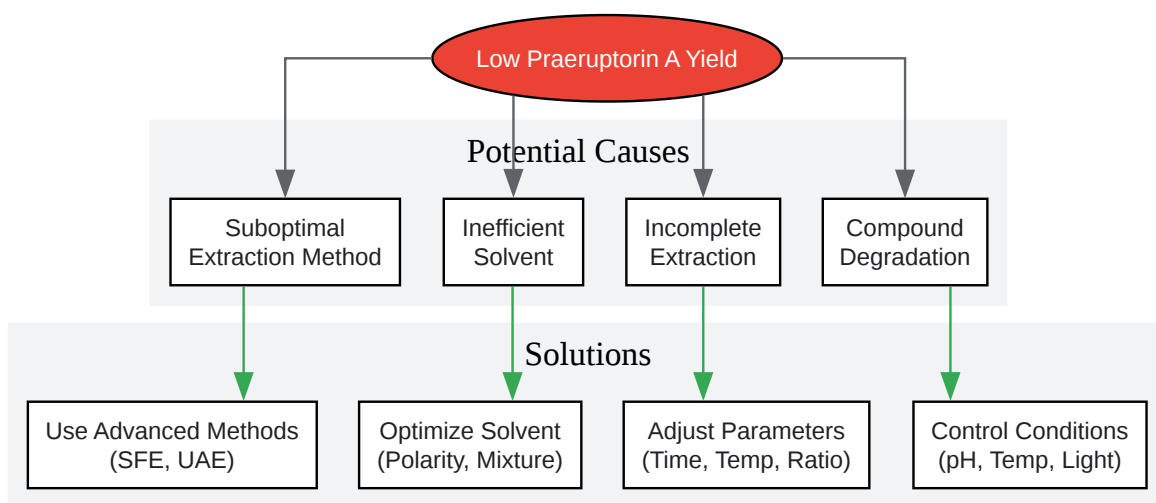 Low Praeruptorin A Yield
Potential Causes
Suboptimal
Extraction Method
Inefficient
Solvent
Incomplete
Extraction
Compound
Degradation
Solutions
Use Advanced Methods
(SFE, UAE)
Optimize Solvent
(Polarity, Mixture)
Adjust Parameters
(Time, Temp, Ratio)
Control Conditions
(pH, Temp, Light)